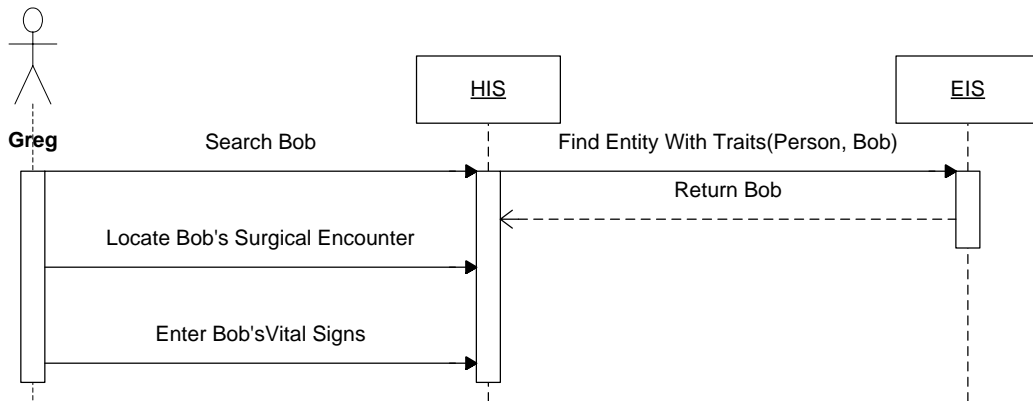 HIS
EIS
Greg
Search Bob
Find Entity With Traits(Person, Bob)
Return Bob
Locate Bob's Surgical Encounter
Enter Bob'sVital Signs